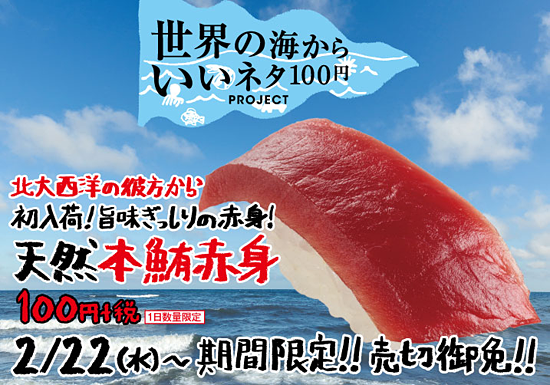 世界の海から
いいネタ100円
PROJECT
北大西洋の彼方から
初入荷！旨味ぎっしりの赤身！
天然本鮪赤身
100円+税 1日数量限定
2/22(水)～期間限定!!売切御免!!